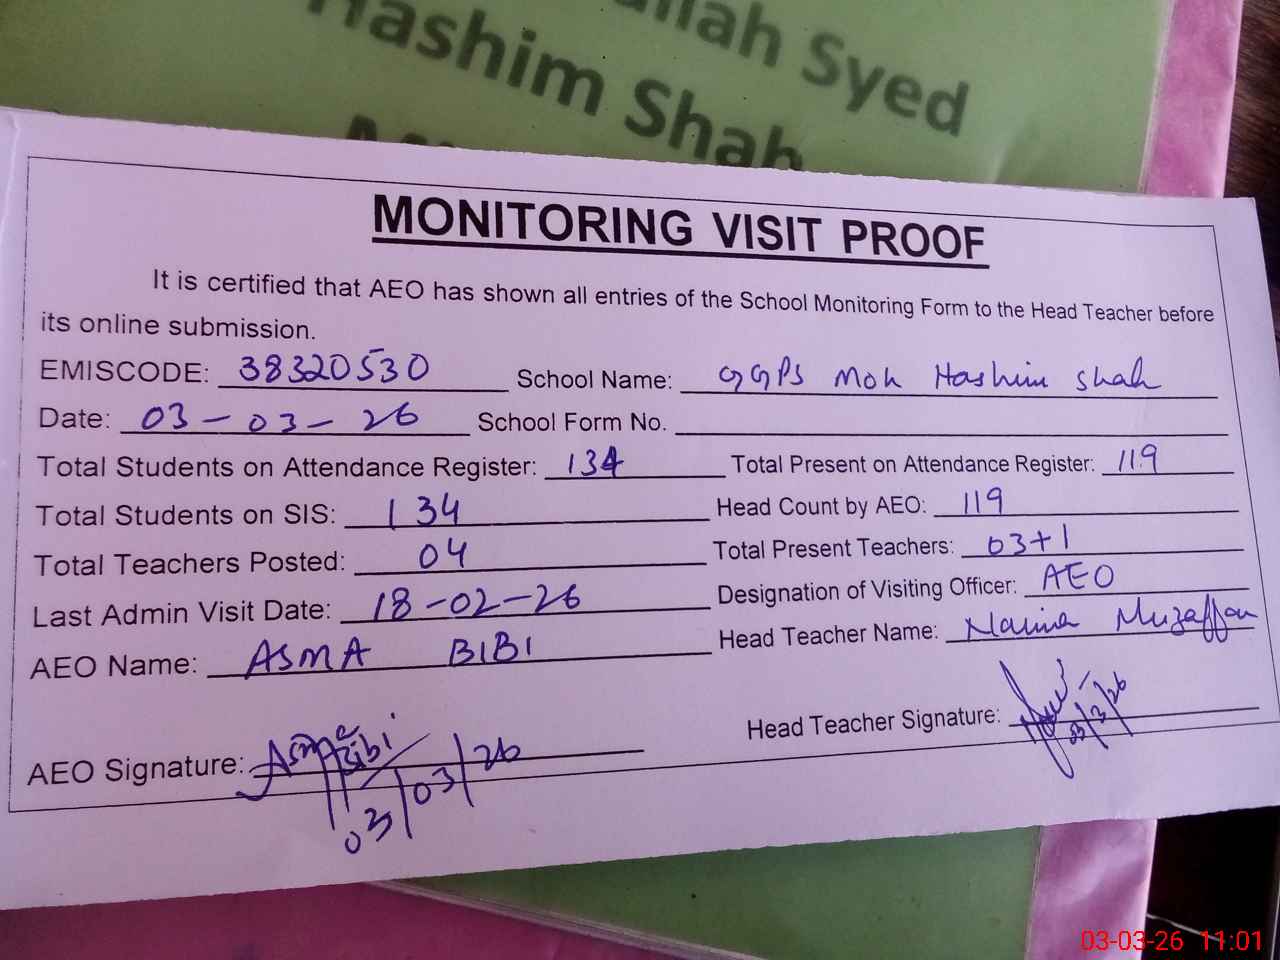 ullah Syed
Hashim Shah
MONITORING VISIT PROOF
It is certified that AEO has shown all entries of the School Monitoring Form to the Head Teacher before
its online submission.
EMISCODE: 38320530 School Name: GGPS Moh Hashim Shah
Date: 03-03-26 School Form No.
Total Students on Attendance Register: 134 Total Present on Attendance Register: 119
Total Students on SIS: 134 Head Count by AEO: 119
Total Teachers Posted: 04 Total Present Teachers: 03+1
Last Admin Visit Date: 18-02-26 Designation of Visiting Officer: AEO
AEO Name: ASMA BIBI Head Teacher Name: Muzaffar
AEO Signature: Asma Bibi Head Teacher Signature:
03/03/26 03/3/26
03-03-26 11:01